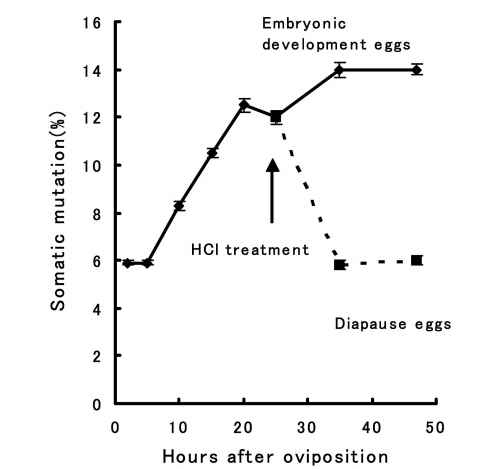 Embryonic
development eggs
16
14
12
10
8
6
4
2
0
Somatic mutation(%)
HCl treatment
Diapause eggs
0 10 20 30 40 50
Hours after oviposition